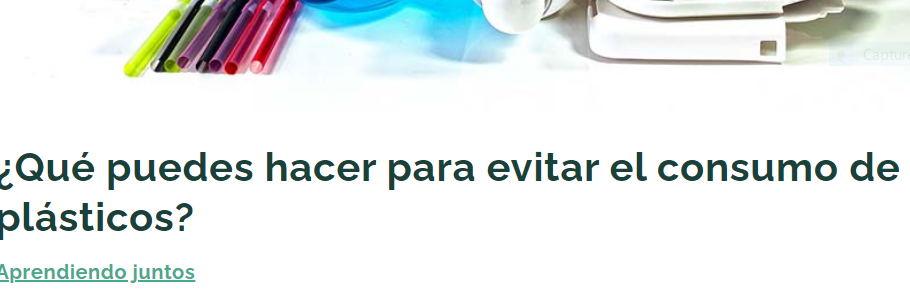 ¿Qué puedes hacer para evitar el consumo de
plásticos?
Aprendiendo juntos